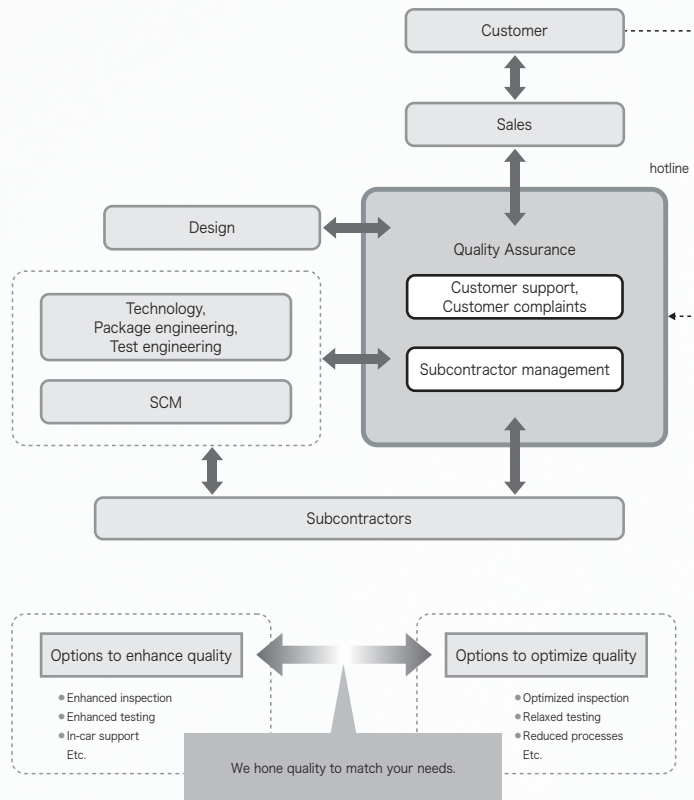 Customer
Sales
hotline
Design
Quality Assurance
Customer support,
Customer complaints
Technology,
Package engineering,
Test engineering
Subcontractor management
SCM
Subcontractors
Options to enhance quality
●Enhanced inspection
●Enhanced testing
●In-car support
Etc.
Options to optimize quality
●Optimized inspection
●Relaxed testing
●Reduced processes
Etc.
We hone quality to match your needs.